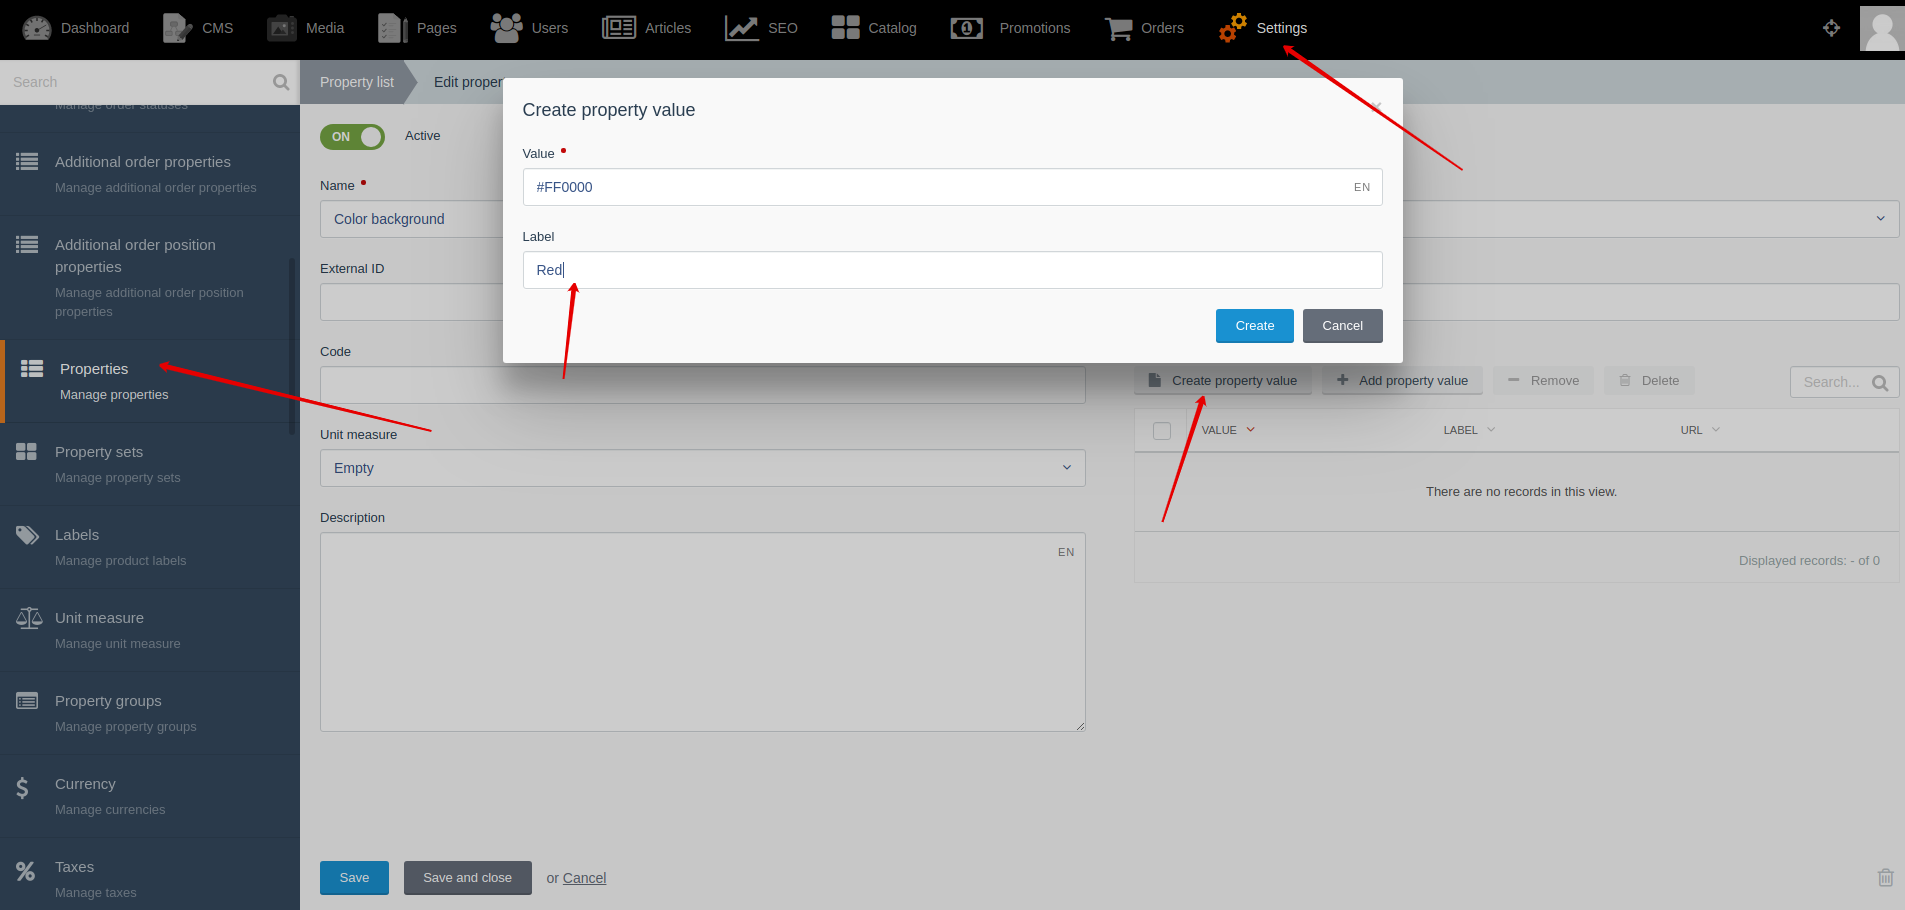 Dashboard
CMS
Media
Pages
Users
Articles
SEO
Catalog
Promotions
Orders
Settings
Search
Property list
Manage order statuses
Additional order properties
Manage additional order properties
Additional order position
properties
Manage additional order position
properties
Properties
Manage properties
Property sets
Manage property sets
Labels
Manage product labels
Unit measure
Manage unit measure
Property groups
Manage property groups
Currency
Manage currencies
Taxes
Manage taxes
Edit proper
ON
Active
Name
Color background
External ID
Code
Unit measure
Empty
Description
EN
Create property value
Value
#FF0000
EN
Label
Red
Create
Cancel
Create property value
Add property value
Remove
Delete
Search...
VALUE
LABEL
URL
There are no records in this view.
Displayed records: - of 0
Save
Save and close
or Cancel